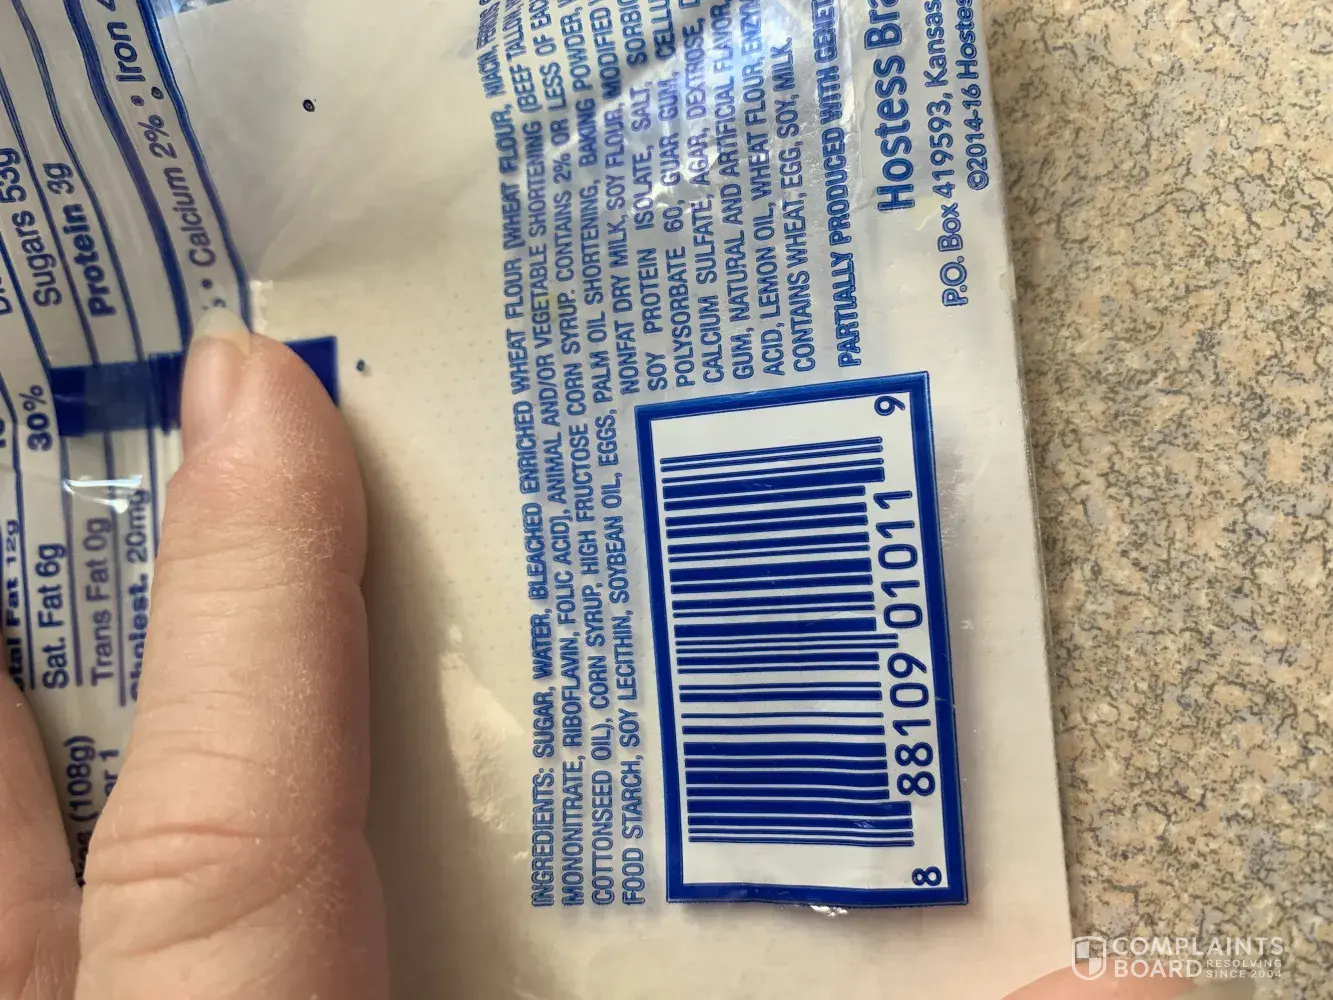 Sugars 53g
Protein 3g
• Calcium 2% • Iron 4
30%
Fat 12g
Sat. Fat 6g
Trans Fat 0g
20mg
(108g)
1
INGREDIENTS: SUGAR, WATER, BLEACHED ENRICHED WHEAT FLOUR [WHEAT FLOUR,
MONONITRATE, RIBOFLAVIN, FOLIC ACID], ANIMAL AND/OR VEGETABLE SHORTENING (BEEF TALLOW
COTTONSEED OIL), CORN SYRUP, HIGH FRUCTOSE CORN SYRUP. CONTAINS 2% OR LESS OF EACH
(FOOD STARCH, SOY LECITHIN, SOYBEAN OIL, EGGS, PALM OIL SHORTENING, BAKING POWDER,
NONFAT DRY MILK, SOY FLOUR, MODIFIED
SOY PROTEIN ISOLATE, SALT, SORBIC
POLYSORBATE 60, GUAR GUM, CELLU
CALCIUM SULFATE, AGAR, DEXTROSE, D
GUM, NATURAL AND ARTIFICIAL FLAVOR,
ACID, LEMON OIL, WHEAT FLOUR, ENZYM
CONTAINS WHEAT, EGG, SOY, MILK.
PARTIALLY PRODUCED WITH GENET
Hostess Bra
P.O. Box 419593, Kansas
©2014-16 Hostes
8 88109 01011 9
COMPLAINTS
BOARD RESOLVING
SINCE 2004